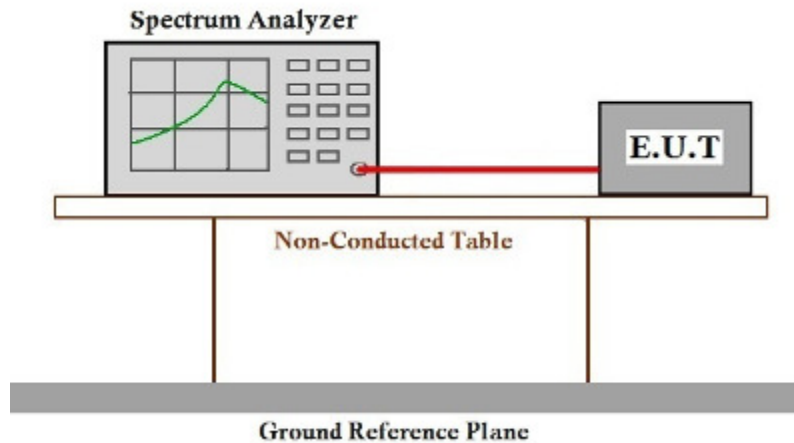 Spectrum Analyzer
E.U.T
Non-Conducted Table
Ground Reference Plane